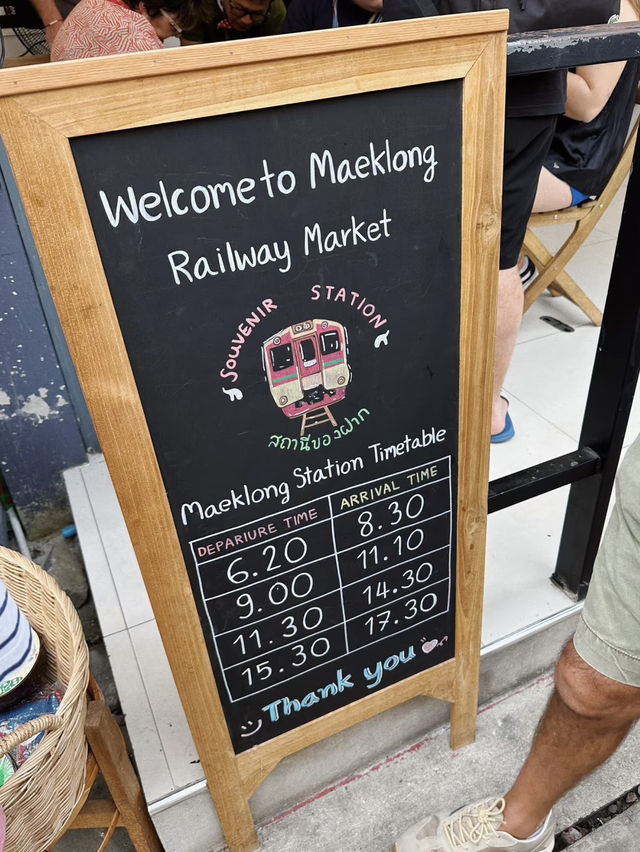 Welcome to Maeklong
Railway Market
SOUVENIR STATION
สถานีของฝาก
Maeklong Station Timetable
DEPARIURE TIME ARRIVAL TIME
6.20 8.30
9.00 11.10
11.30 14.30
15.30 17.30
Thank you